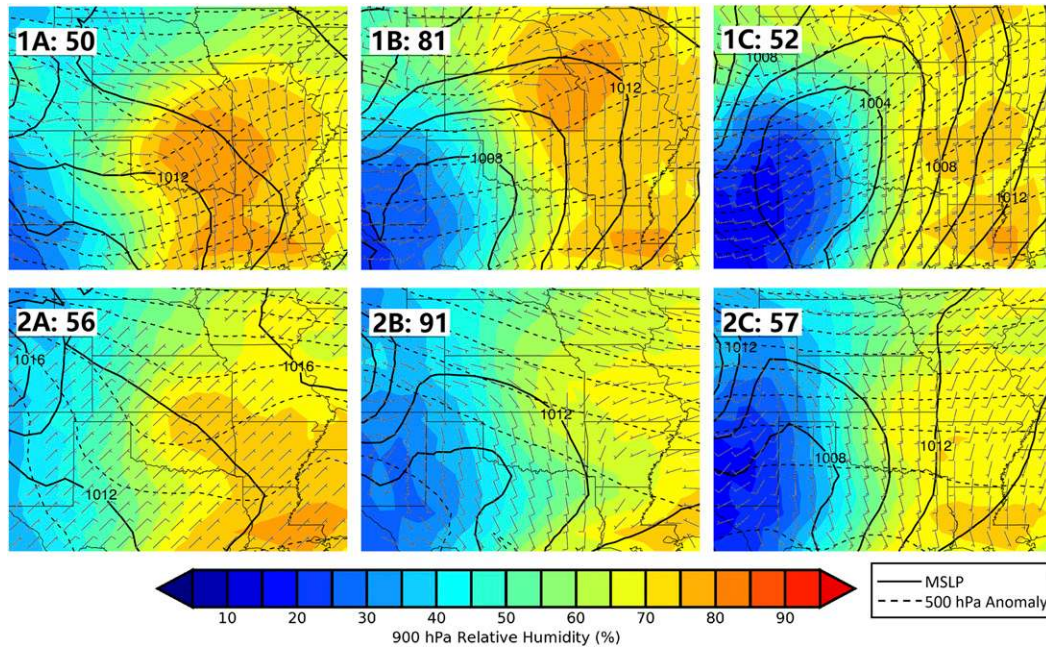 1A: 50
1012
1B: 81
1012
1008
1C: 52
1008
1004
1008
1012
2A: 56
1016
1016
1012
2B: 91
1012
2C: 57
1012
1008
1012
10 20 30 40 50 60 70 80 90
900 hPa Relative Humidity (%)
MSLP
500 hPa Anomaly